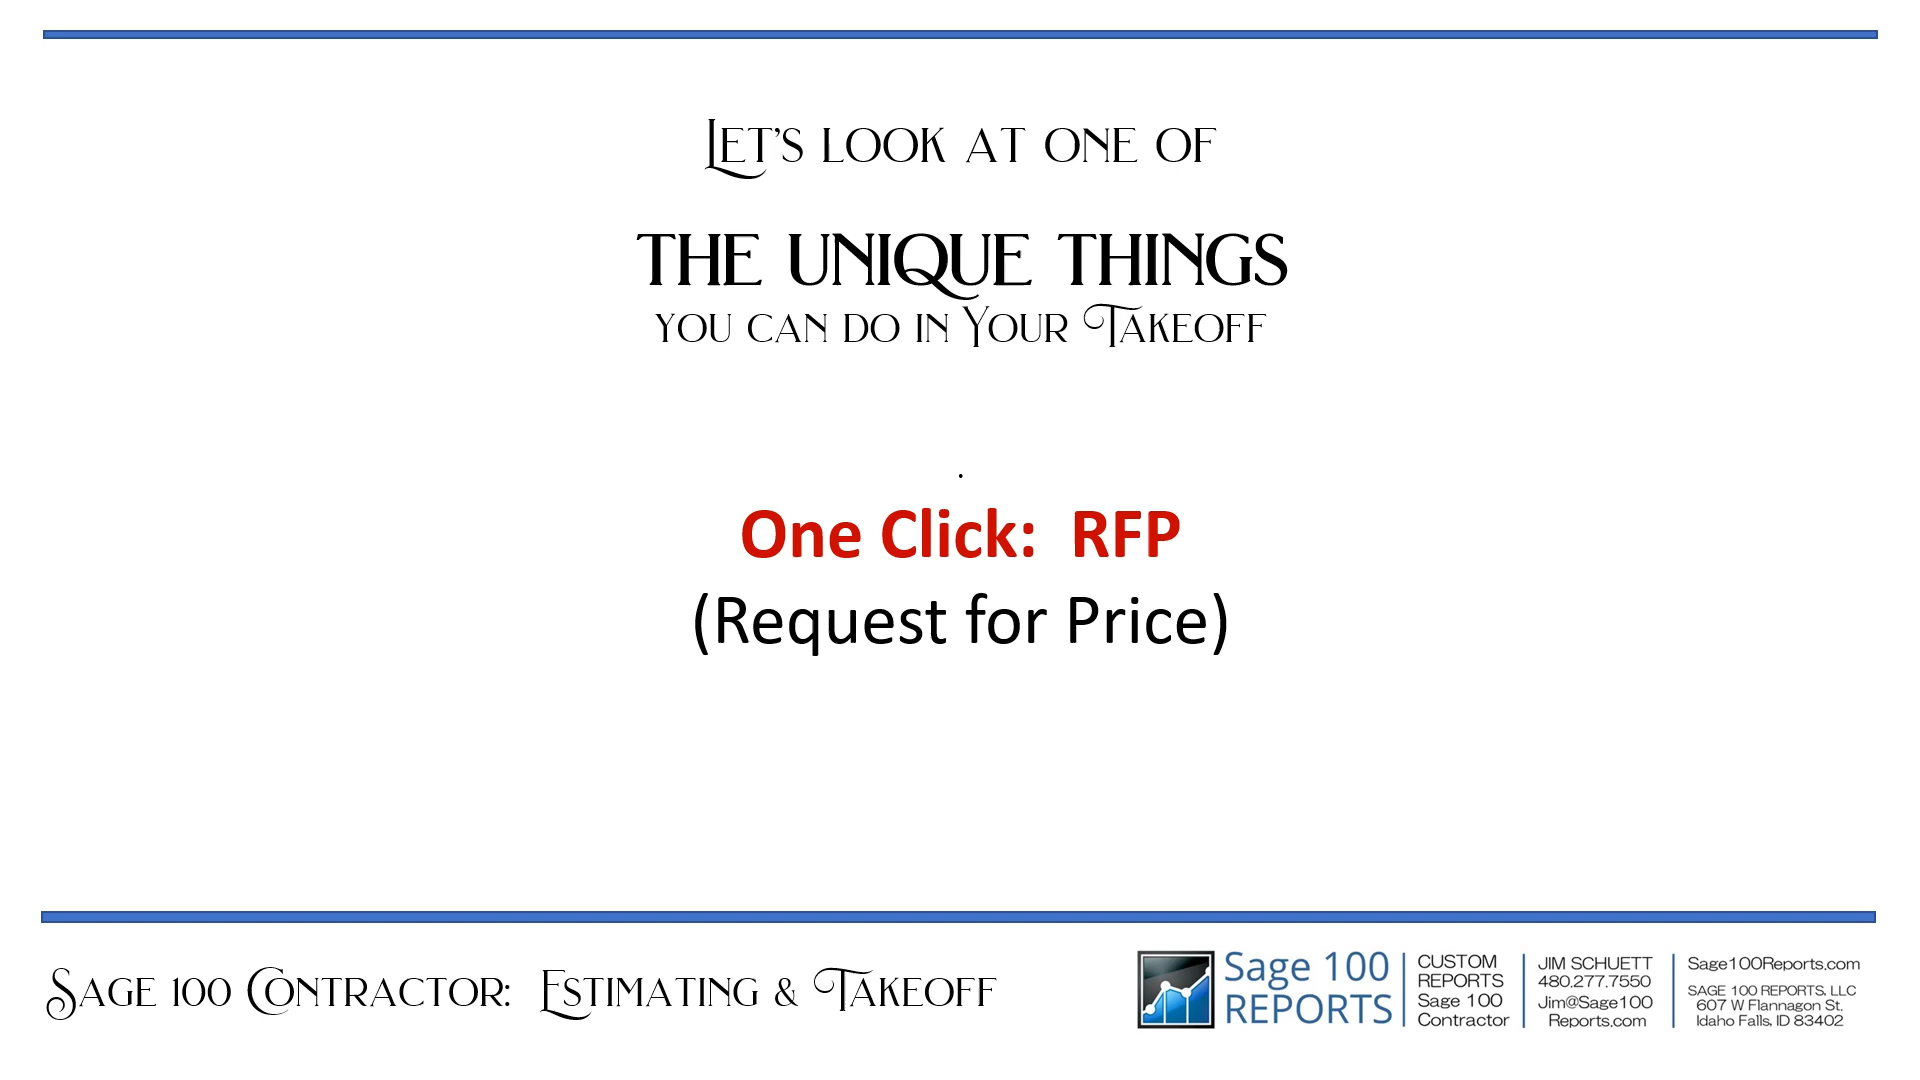 Let's look at one of
the unique things
you can do in Your Takeoff
.
One Click:  RFP
(Request for Price)
Sage 100 Contractor:  Estimating & Takeoff
Sage 100
REPORTS
CUSTOM
REPORTS
Sage 100
Contractor
JIM SCHUETT
480.277.7550
Jim@Sage100
Reports.com
Sage100Reports.com
SAGE 100 REPORTS, LLC
607 W Flannagon St.
Idaho Falls, ID 83402